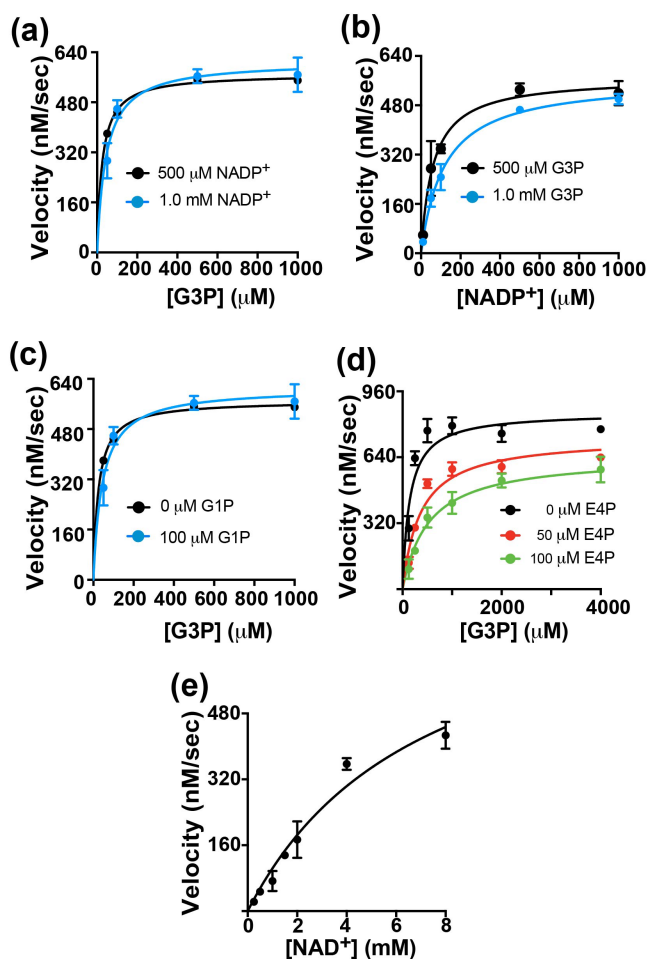 (a)
Velocity (nM/sec)
640
480
320
160
0
0 200 400 600 800 1000
[G3P] (μM)
500 μM NADP⁺
1.0 mM NADP⁺
(b)
Velocity (nM/sec)
640
480
320
160
0
0 200 400 600 800 1000
[NADP⁺] (μM)
500 μM G3P
1.0 mM G3P
(c)
Velocity (nM/sec)
640
480
320
160
0
0 200 400 600 800 1000
[G3P] (μM)
0 μM G1P
100 μM G1P
(d)
Velocity (nM/sec)
960
640
320
0 2000 4000
[G3P] (μM)
0 μM E4P
50 μM E4P
100 μM E4P
(e)
Velocity (nM/sec)
480
320
160
0 2 4 6 8
[NAD⁺] (mM)